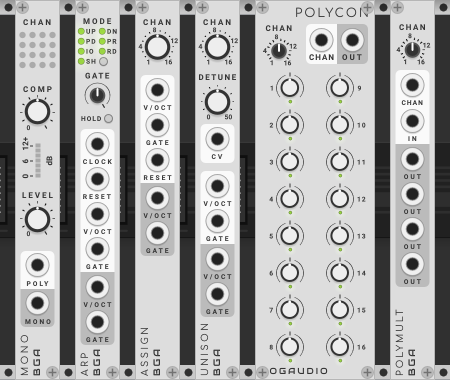 CHAN
COMP
0
12+
6
0
dB
LEVEL
0
POLY
MONO
MONO
BGA
MODE
UP DN
PD PR
IO RD
SH
GATE
HOLD
CLOCK
RESET
V/OCT
GATE
V/OCT
GATE
ARP
BGA
CHAN
8
4 12
1 16
V/OCT
GATE
RESET
V/OCT
GATE
ASSIGN
BGA
CHAN
8
4 12
1 16
DETUNE
0 50
CV
V/OCT
GATE
V/OCT
GATE
UNISON
BGA
POLYCON
CHAN
8
4 12
1 16
CHAN OUT
1 9
2 10
3 11
4 12
5 13
6 14
7 15
8 16
OGAUDIO
CHAN
8
4 12
1 16
CHAN
IN
OUT
OUT
OUT
OUT
POLYMULT
BGA